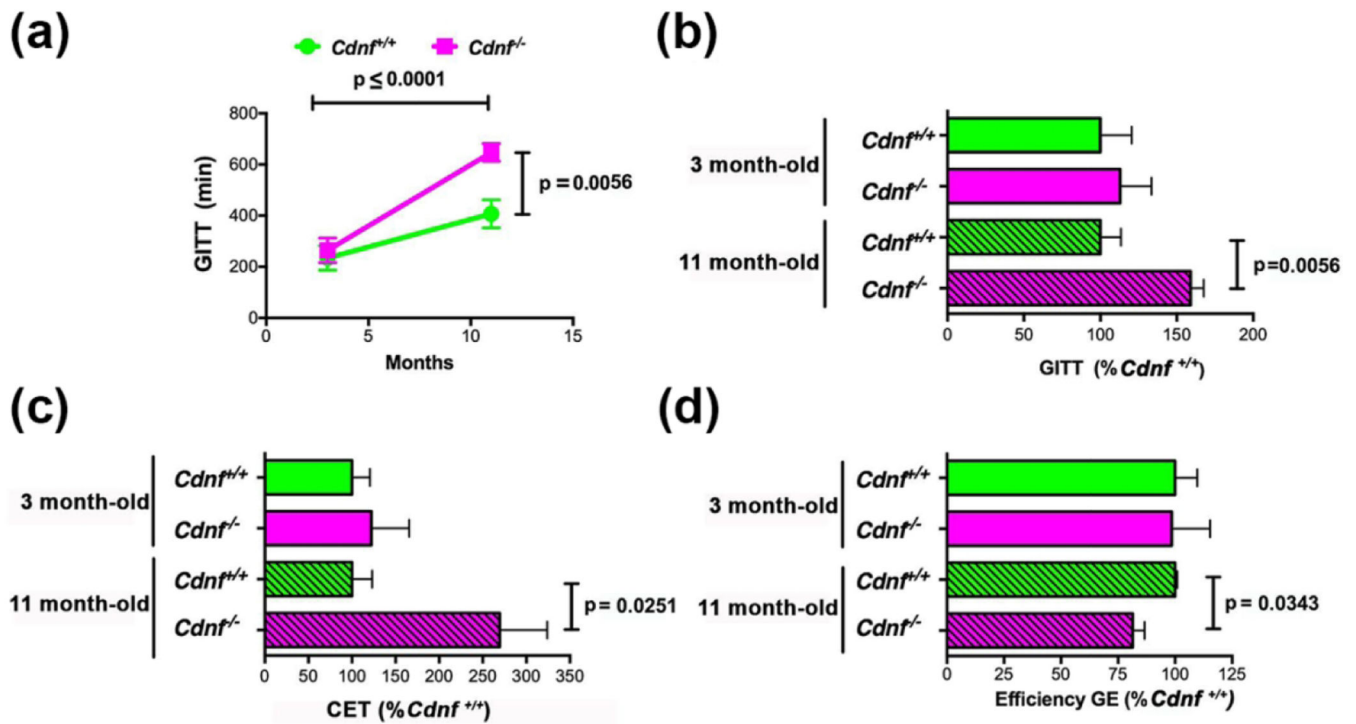 (a)
Cdnf+/+ Cdnf-/-
p ≤ 0.0001
800
600
400
200
0
GITT (min)
p = 0.0056
0 5 10 15
Months
(b)
3 month-old
Cdnf+/+
Cdnf-/-
11 month-old
Cdnf+/+
Cdnf-/-
p=0.0056
0 50 100 150 200
GITT (% Cdnf +/+)
(c)
3 month-old
Cdnf+/+
Cdnf-/-
11 month-old
Cdnf+/+
Cdnf-/-
p = 0.0251
0 50 100 150 200 250 300 350
CET (% Cdnf +/+)
(d)
3 month-old
Cdnf+/+
Cdnf-/-
11 month-old
Cdnf+/+
Cdnf-/-
p = 0.0343
0 25 50 75 100 125
Efficiency GE (% Cdnf +/+)